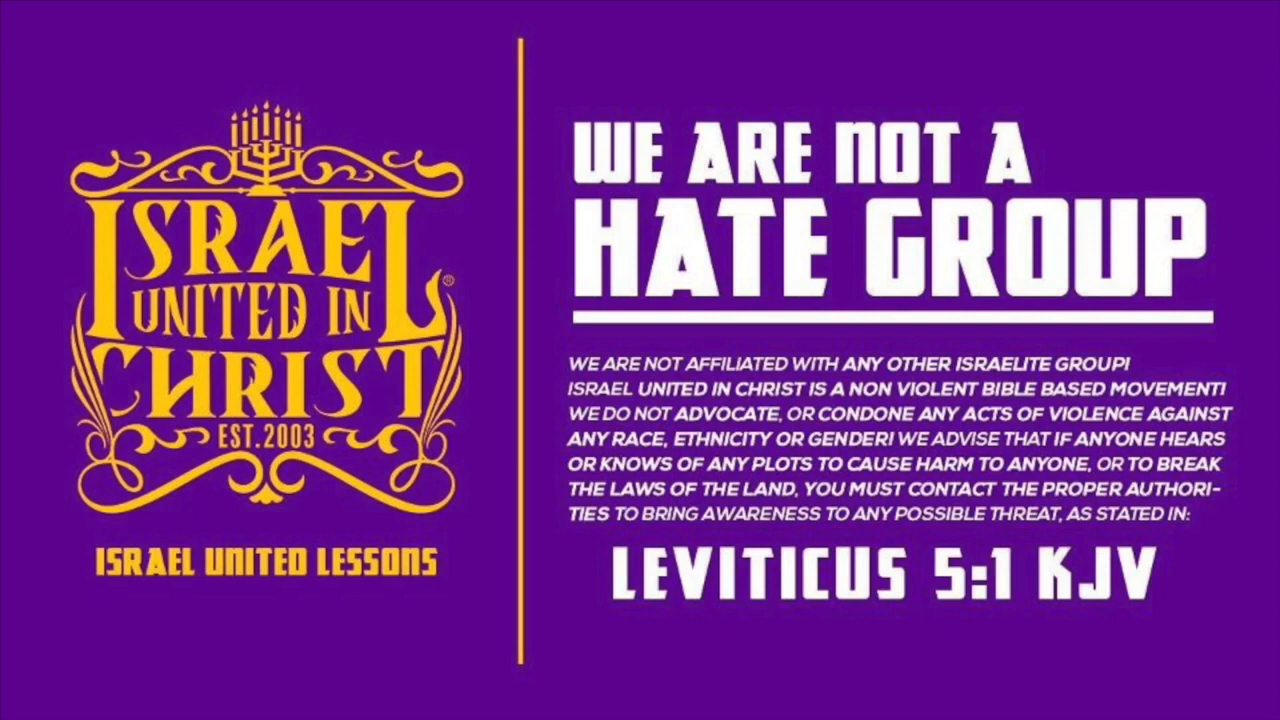 ISRAEL
UNITED IN
CHRIST
EST.2003
ISRAEL UNITED LESSONS
WE ARE NOT A
HATE GROUP
WE ARE NOT AFFILIATED WITH ANY OTHER ISRAELITE GROUP!
ISRAEL UNITED IN CHRIST IS A NON VIOLENT BIBLE BASED MOVEMENT!
WE DO NOT ADVOCATE, OR CONDONE ANY ACTS OF VIOLENCE AGAINST
ANY RACE, ETHNICITY OR GENDER! WE ADVISE THAT IF ANYONE HEARS
OR KNOWS OF ANY PLOTS TO CAUSE HARM TO ANYONE, OR TO BREAK
THE LAWS OF THE LAND, YOU MUST CONTACT THE PROPER AUTHORI-
TIES TO BRING AWARENESS TO ANY POSSIBLE THREAT, AS STATED IN:
LEVITICUS 5:1 KJV